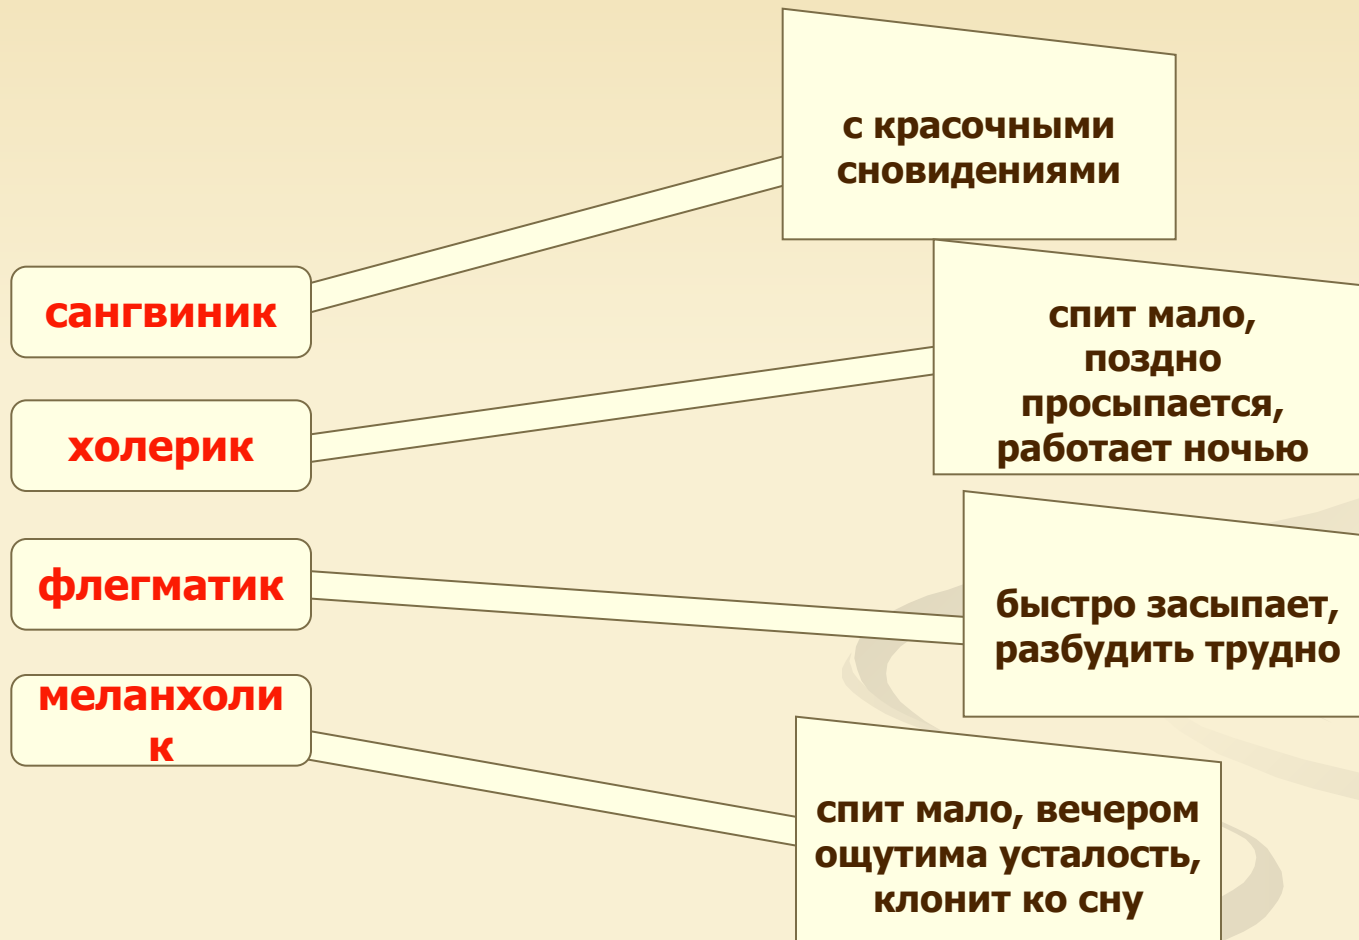 с красочными
сновидениями
сангвиник
спит мало,
поздно
просыпается,
работает ночью
холерик
флегматик
быстро засыпает,
разбудить трудно
меланхоли
к
спит мало, вечером
ощутима усталость,
клонит ко сну